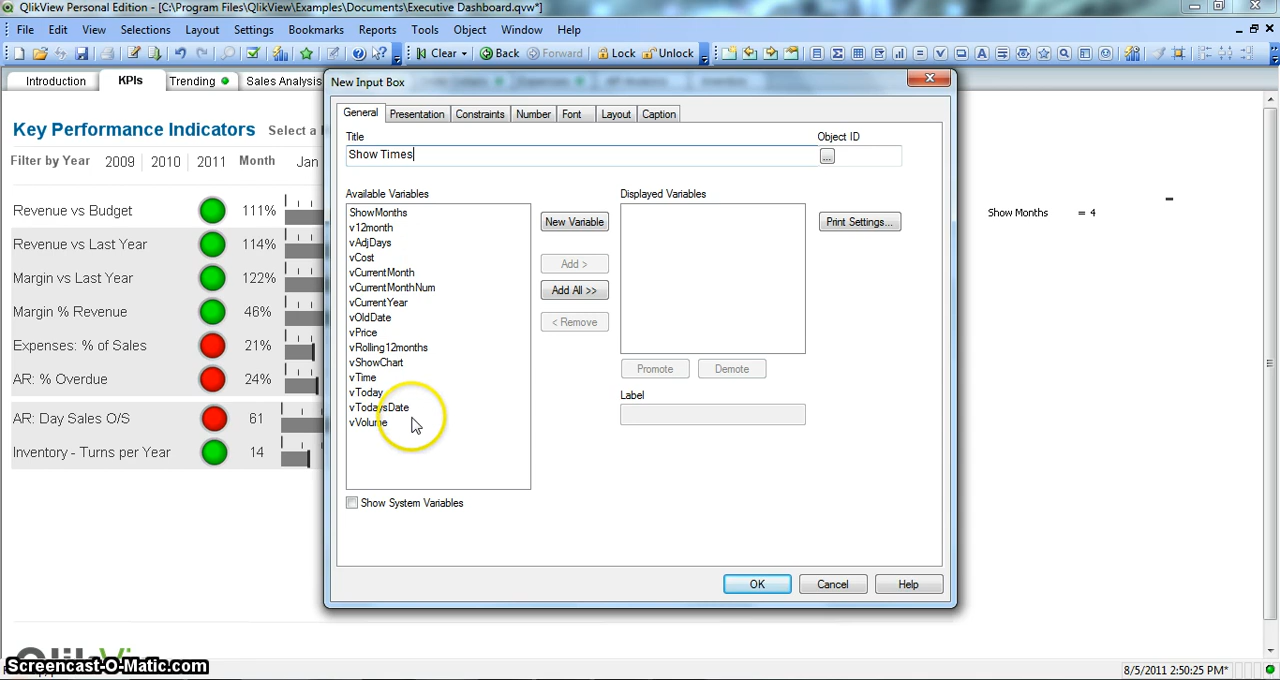 QlikView Personal Edition - [C:\Program Files\QlikView\Examples\Documents\Executive Dashboard.qvw*]
File Edit View Selections Layout Settings Bookmarks Reports Tools Object Window Help
Clear Back Forward Lock Unlock
Introduction KPIs Trending Sales Analysis
New Input Box
General Presentation Constraints Number Font Layout Caption
Title Object ID
Show Times ...
Available Variables Displayed Variables
ShowMonths
v12month
vAdjDays
vCost
vCurrentMonth
vCurrentMonthNum
vCurrentYear
vOldDate
vPrice
vRolling12months
vShowChart
vTime
vToday
vTodaysDate
vVolume
New Variable
Add >
Add All >>
< Remove
Print Settings...
Promote Demote
Label
Show System Variables
OK Cancel Help
Key Performance Indicators Select a
Filter by Year 2009 2010 2011 Month Jan
Revenue vs Budget 111%
Revenue vs Last Year 114%
Margin vs Last Year 122%
Margin % Revenue 46%
Expenses: % of Sales 21%
AR: % Overdue 24%
AR: Day Sales O/S 61
Inventory - Turns per Year 14
Show Months = 4
Screencast-O-Matic.com
8/5/2011 2:50:25 PM*